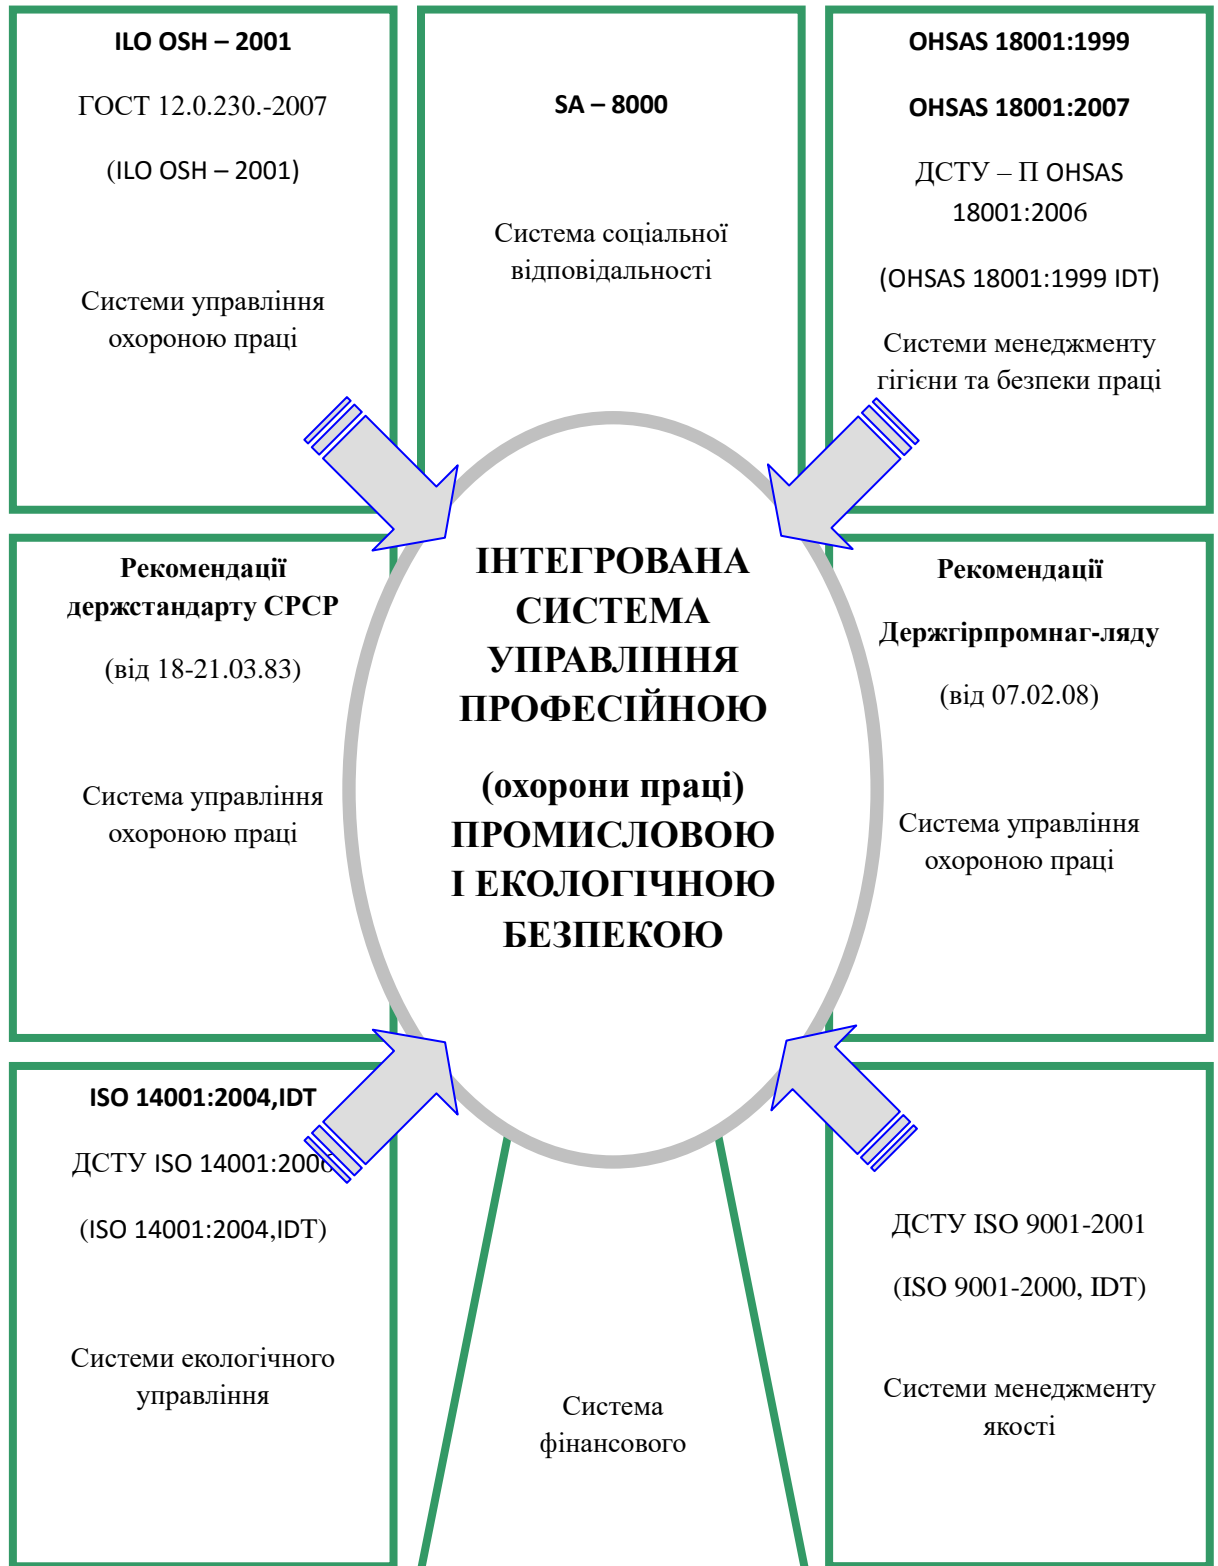 ILO OSH – 2001
ГОСТ 12.0.230.-2007
(ILO OSH – 2001)
Системи управління
охороною праці
SA – 8000
Система соціальної
відповідальності
OHSAS 18001:1999
OHSAS 18001:2007
ДСТУ – П OHSAS
18001:2006
(OHSAS 18001:1999 IDT)
Системи менеджменту
гігієни та безпеки праці
Рекомендації
держстандарту СРСР
(від 18-21.03.83)
Система управління
охороною праці
ІНТЕГРОВАНА
СИСТЕМА
УПРАВЛІННЯ
ПРОФЕСІЙНОЮ
(охорони праці)
ПРОМИСЛОВОЮ
І ЕКОЛОГІЧНОЮ
БЕЗПЕКОЮ
Рекомендації
Держгірпромнаг-ляду
(від 07.02.08)
Система управління
охороною праці
ISO 14001:2004,IDT
ДСТУ ISO 14001:2006
(ISO 14001:2004,IDT)
Системи екологічного
управління
Система
фінансового
ДСТУ ISO 9001-2001
(ISO 9001-2000, IDT)
Системи менеджменту
якості